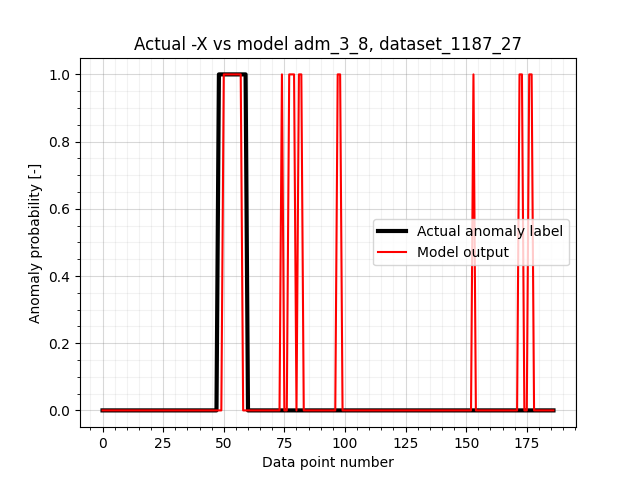 Actual -X vs model adm_3_8, dataset_1187_27
Anomaly probability [-]
1.0
0.8
0.6
0.4
0.2
0.0
Actual anomaly label
Model output
0 25 50 75 100 125 150 175
Data point number